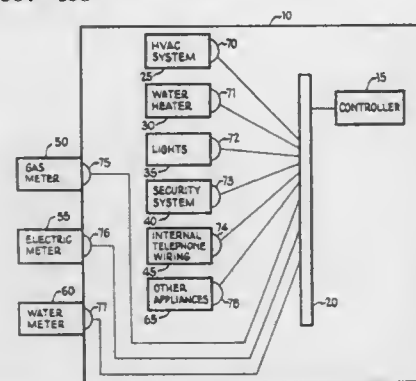 10
HVAC
SYSTEM
70
25
WATER
HEATER
71
30
LIGHTS
72
35
SECURITY
SYSTEM
73
40
INTERNAL
TELEPHONE
WIRING
74
45
OTHER
APPLIANCES
78
65
15
CONTROLLER
20
50
GAS
METER
75
55
ELECTRIC
METER
76
60
WATER
METER
77